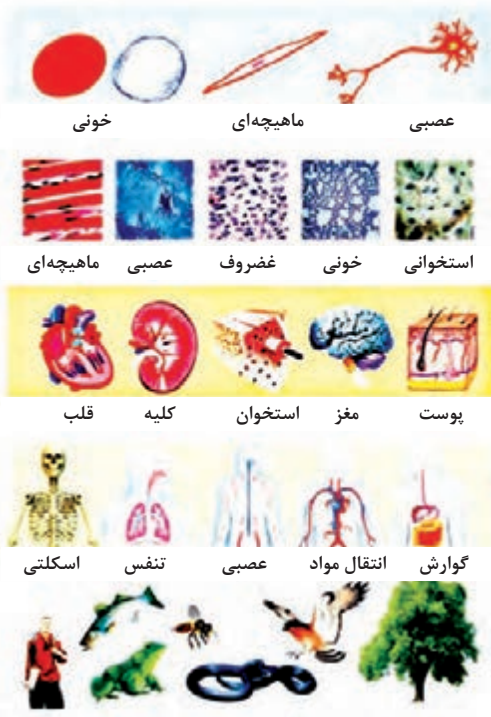 عصبی ماهیچه‌ای خونی
استخوانی خونی غضروف عصبی ماهیچه‌ای
پوست مغز استخوان کلیه قلب
گوارش انتقال مواد عصبی تنفس اسکلتی